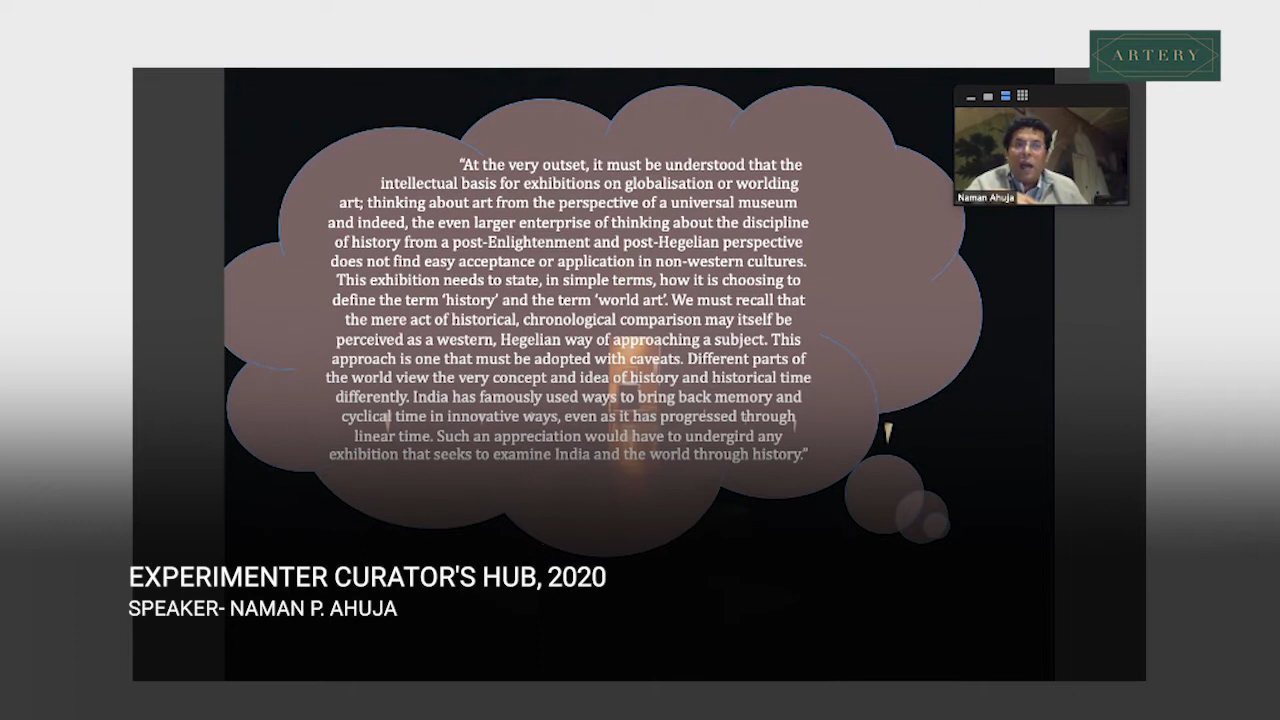 ARTERY
Naman Ahuja
“At the very outset, it must be understood that the
intellectual basis for exhibitions on globalisation or worlding
art; thinking about art from the perspective of a universal museum
and indeed, the even larger enterprise of thinking about the discipline
of history from a post-Enlightenment and post-Hegelian perspective
does not find easy acceptance or application in non-western cultures.
This exhibition needs to state, in simple terms, how it is choosing to
define the term ‘history’ and the term ‘world art’. We must recall that
the mere act of historical, chronological comparison may itself be
perceived as a western, Hegelian way of approaching a subject. This
approach is one that must be adopted with caveats. Different parts of
the world view the very concept and idea of history and historical time
differently. India has famously used ways to bring back memory and
cyclical time in innovative ways, even as it has progressed through
linear time. Such an appreciation would have to undergird any
exhibition that seeks to examine India and the world through history.”
EXPERIMENTER CURATOR'S HUB, 2020
SPEAKER- NAMAN P. AHUJA